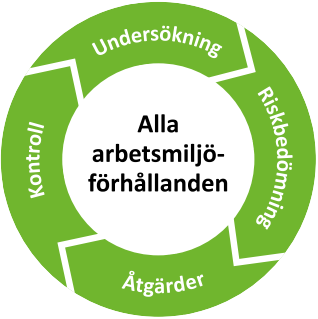 Undersökning
Riskbedömning
Åtgärder
Kontroll
Alla
arbetsmiljö-
förhållanden